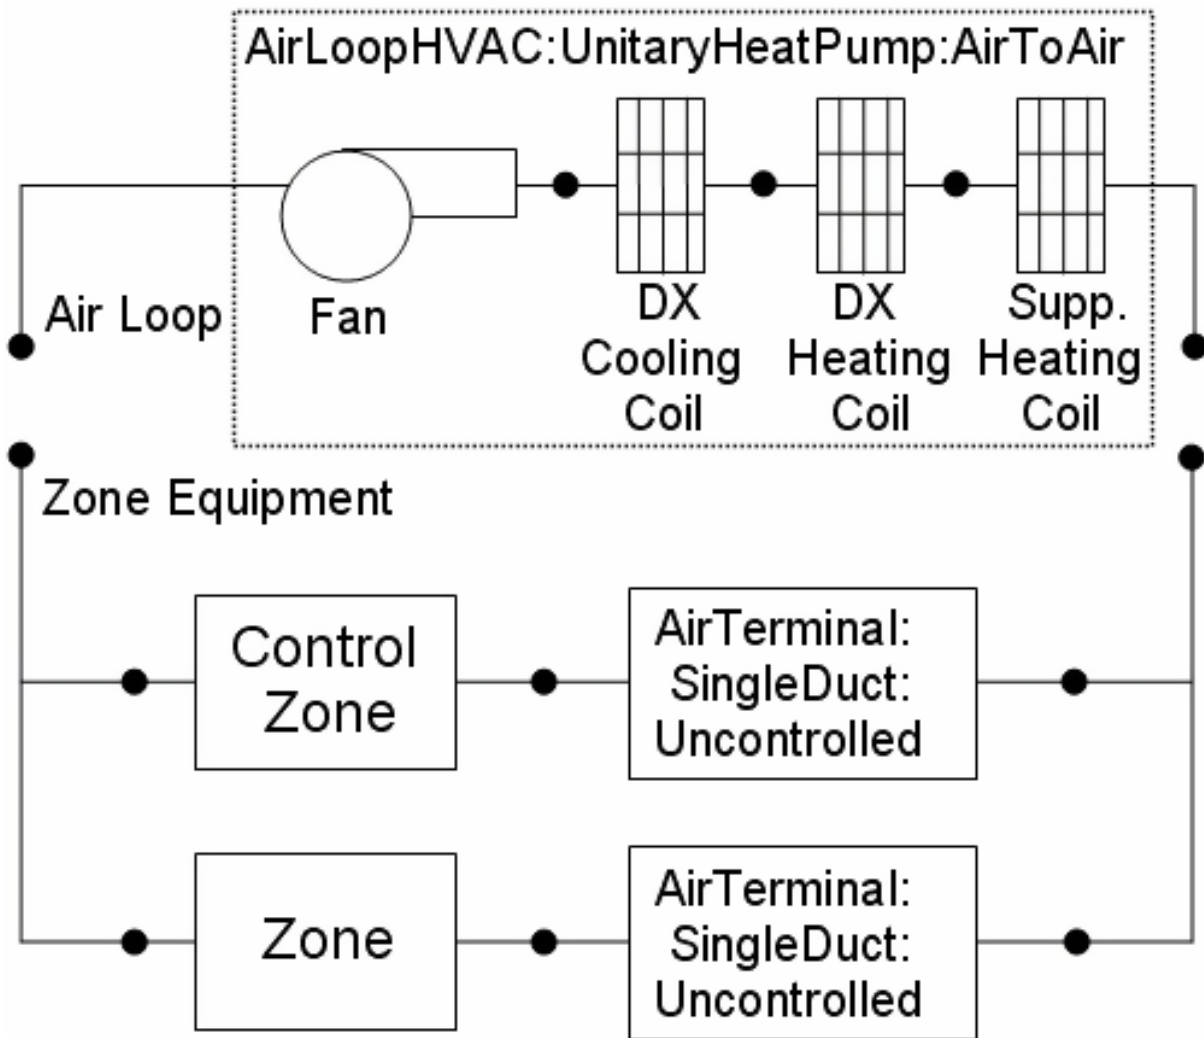 AirLoopHVAC:UnitaryHeatPump:AirToAir
Air Loop
Fan
DX
Cooling
Coil
DX
Heating
Coil
Supp.
Heating
Coil
Zone Equipment
Control
Zone
AirTerminal:
SingleDuct:
Uncontrolled
Zone
AirTerminal:
SingleDuct:
Uncontrolled